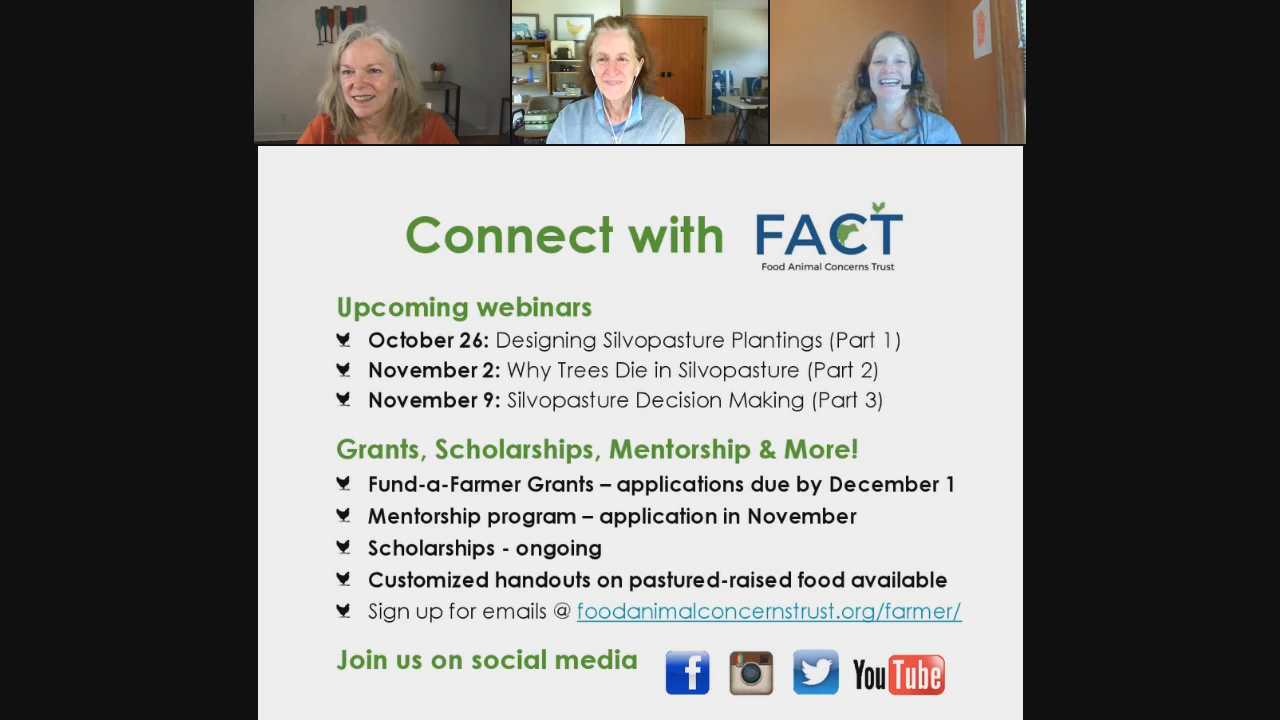 Connect with FACT
Food Animal Concerns Trust
Upcoming webinars
October 26: Designing Silvopasture Plantings (Part 1)
November 2: Why Trees Die in Silvopasture (Part 2)
November 9: Silvopasture Decision Making (Part 3)
Grants, Scholarships, Mentorship & More!
Fund-a-Farmer Grants – applications due by December 1
Mentorship program – application in November
Scholarships - ongoing
Customized handouts on pastured-raised food available
Sign up for emails @ foodanimalconcernstrust.org/farmer/
Join us on social media
f
YouTube